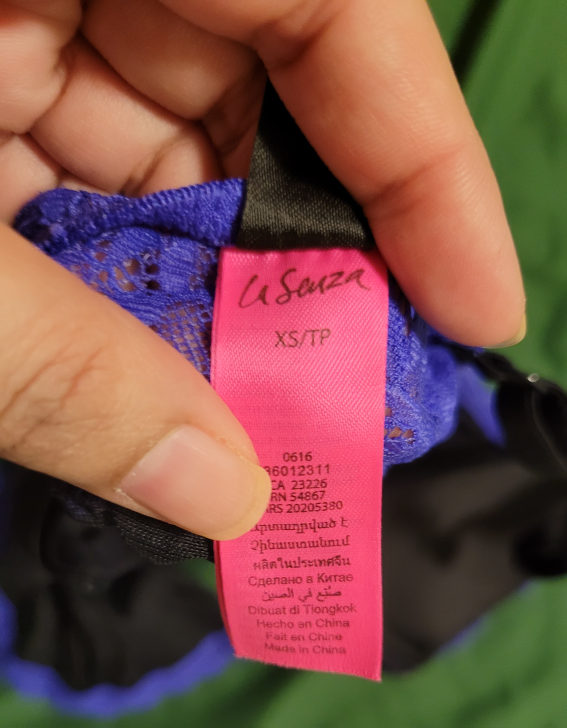 la Senza
XS/TP
0616
36012311
CA 23226
RN 54867
RS 20205380
Արտադրված է
Չինաստանում
ผลิตในประเทศจีน
Сделано в Китае
صنع في الصين
Dibuat di Tiongkok
Hecho en China
Fait en Chine
Made in China